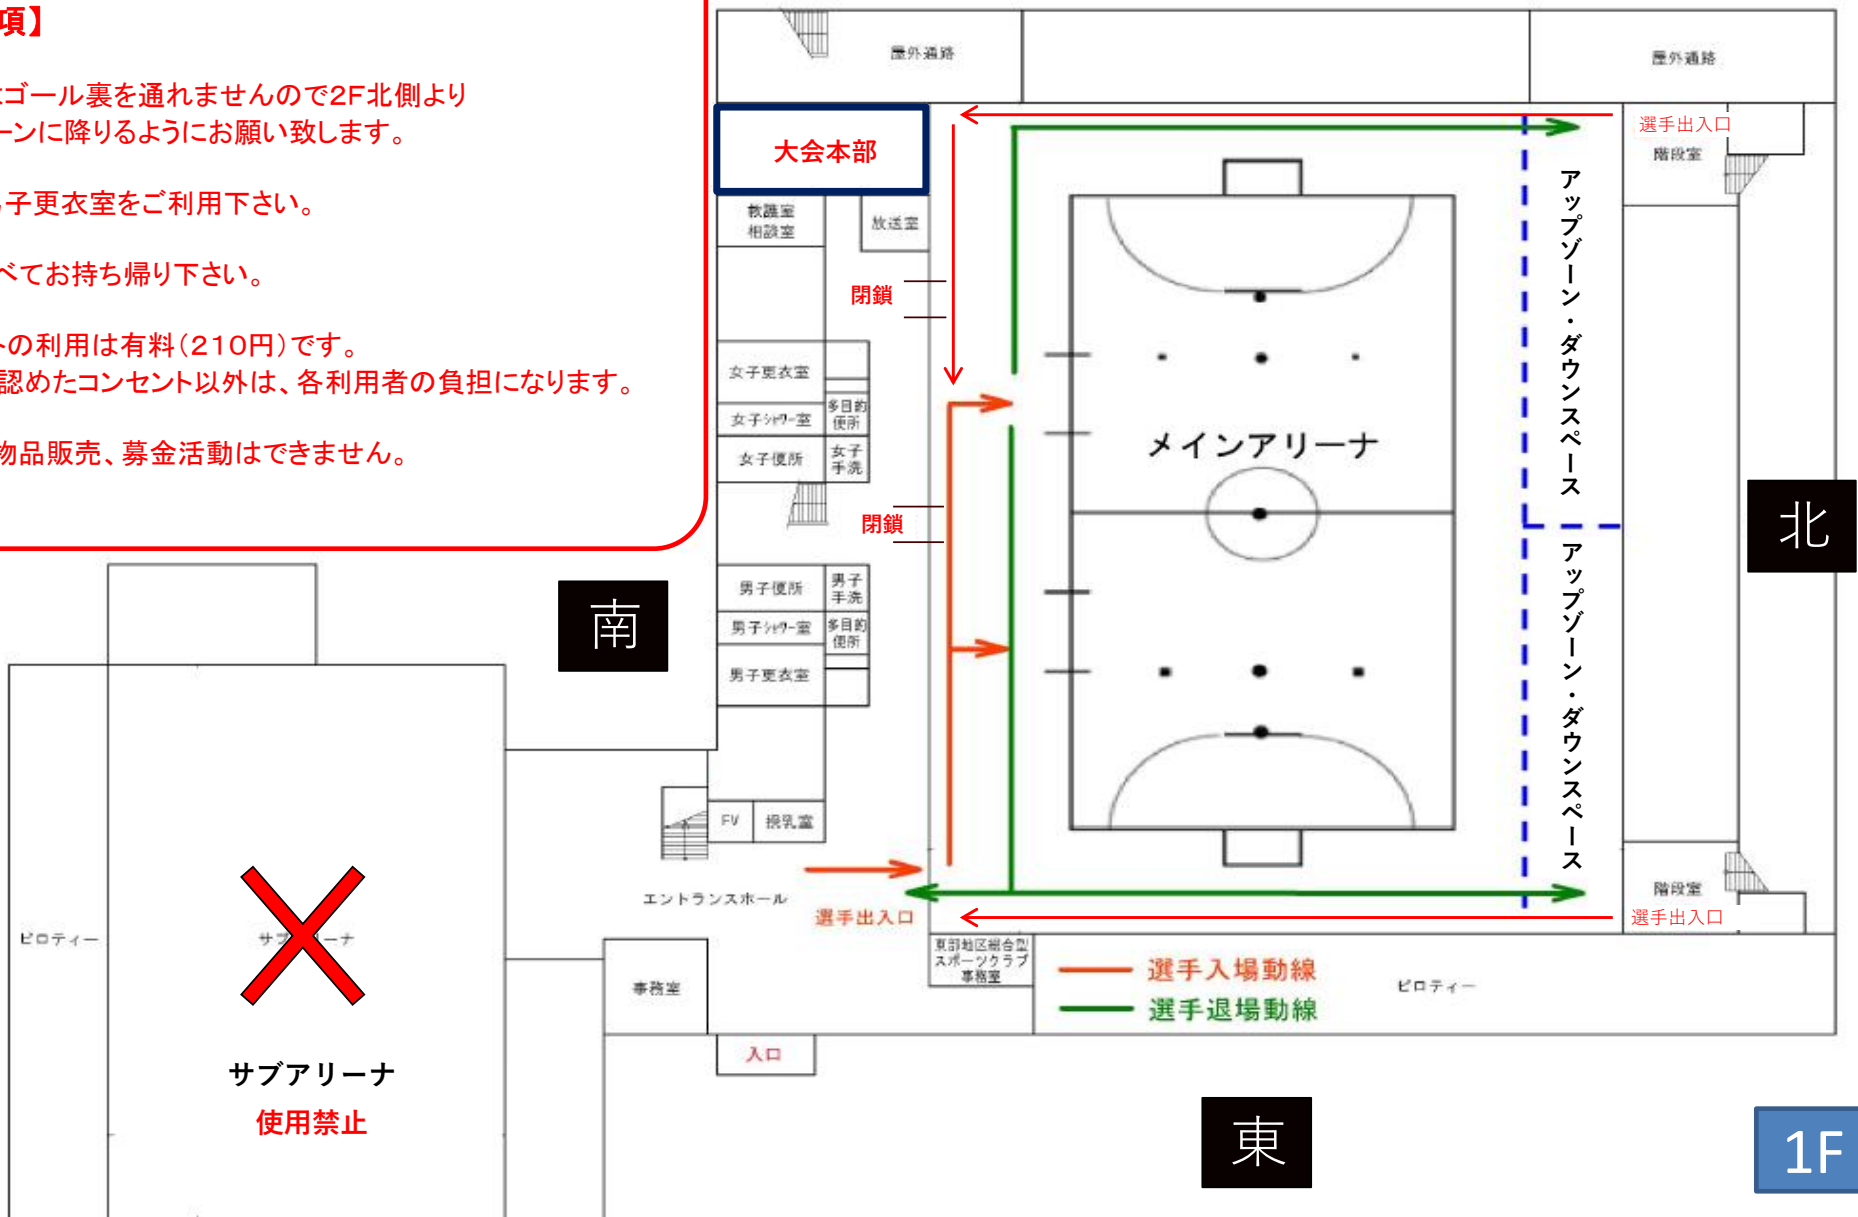 項】
はゴール裏を通れませんので2F北側より
ーンに降りるようにお願い致します。
子更衣室をご利用下さい。
べてお持ち帰り下さい。
トの利用は有料（210円）です。
認めたコンセント以外は、各利用者の負担になります。
物品販売、募金活動はできません。
屋外通路
屋外通路
大会本部
選手出入口
階段室
救護室
相談室
放送室
閉鎖
女子更衣室
女子シャワー室
多目的
便所
女子便所
女子
手洗
閉鎖
男子便所
男子
手洗
男子シャワー室
多目的
便所
男子更衣室
メインアリーナ
アップゾーン・ダウンスペース
アップゾーン・ダウンスペース
北
南
EV
授乳室
エントランスホール
選手出入口
階段室
選手出入口
ピロティー
サブアリーナ
事務室
東部地区総合型
スポーツクラブ
事務室
選手入場動線
選手退場動線
ピロティー
入口
サブアリーナ
使用禁止
東
1F